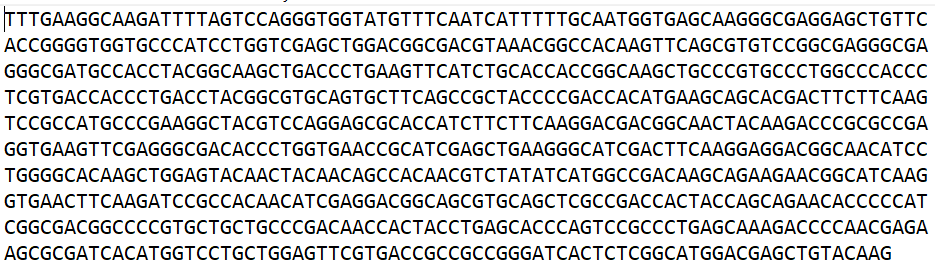 TTTGAAGGCAAGATTTTAGTCCAGGGTGGTATGTTTCAATCATTTTTGCAATGGTGAGCAAGGGCGAGGAGCTGTTC
ACCGGGGTGGTGCCCATCCTGGTCGAGCTGGACGGCGACGTAAACGGCCACAAGTTCAGCGTGTCCGGCGAGGGCGA
GGGCGATGCCACCTACGGCAAGCTGACCCTGAAGTTCATCTGCACCACCGGCAAGCTGCCCGTGCCCTGGCCCACCC
TCGTGACCACCCTGACCTACGGCGTGCAGTGCTTCAGCCGCTACCCCGACCACATGAAGCAGCACGACTTCTTCAAG
TCCGCCATGCCCGAAGGCTACGTCCAGGAGCGCACCATCTTCTTCAAGGACGACGGCAACTACAAGACCCGCGCCGA
GGTGAAGTTCGAGGGCGACACCCTGGTGAACCGCATCGAGCTGAAGGGCATCGACTTCAAGGAGGACGGCAACATCC
TGGGGCACAAGCTGGAGTACAACTACAACAGCCACAACGTCTATATCATGGCCGACAAGCAGAAGAACGGCATCAAG
GTGAACTTCAAGATCCGCCACAACATCGAGGACGGCAGCGTGCAGCTCGCCGACCACTACCAGCAGAACACCCCCAT
CGGCGACGGCCCCGTGCTGCTGCCCGACAACCACTACCTGAGCACCCAGTCCGCCCTGAGCAAAGACCCCAACGAGA
AGCGCGATCACATGGTCCTGCTGGAGTTCGTGACCGCCGCCGGGATCACTCTCGGCATGGACGAGCTGTACAAG